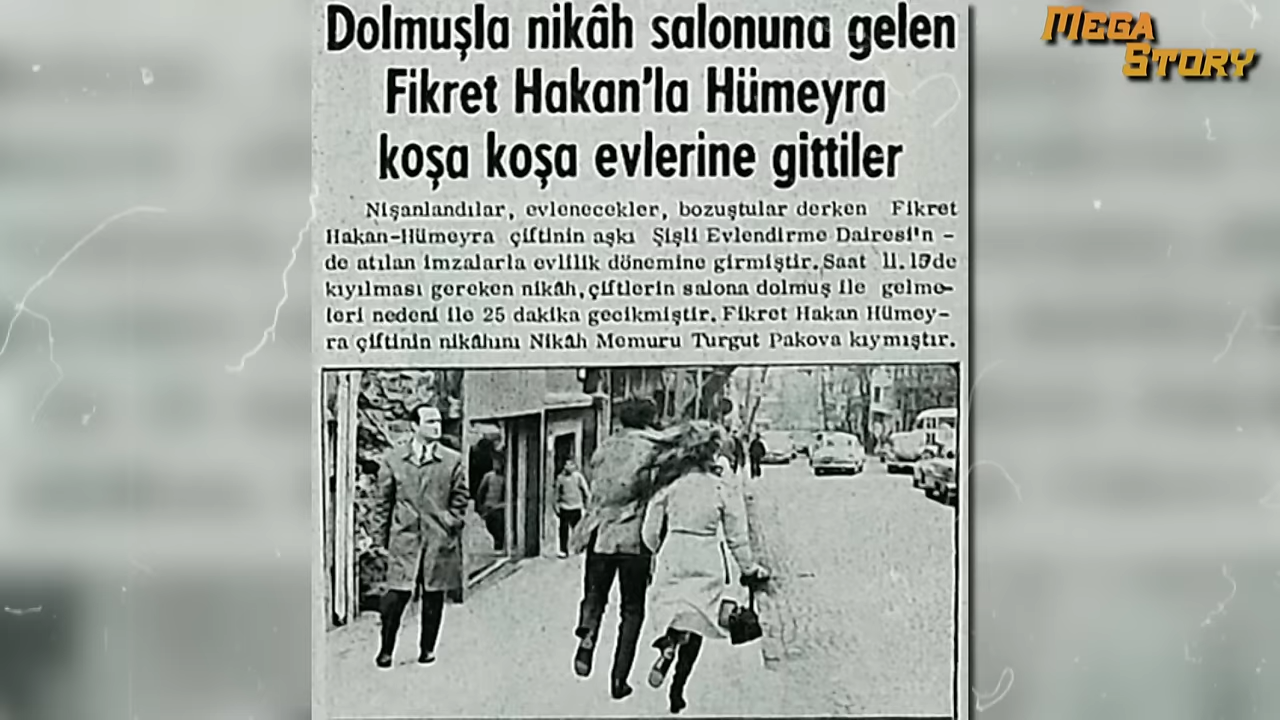 Dolmuşla nikâh salonuna gelen
Fikret Hakan'la Hümeyra
koşa koşa evlerine gittiler
Nişanlandılar, evlenecekler, bozuştular derken Fikret
Hakan-Hümeyra çiftinin aşkı Şişli Evlendirme Dairesi'n -
de atılan imzalarla evlilik dönemine girmiştir. Saat
kıyılması gereken nikâh, çiftlerin salona dolmuş ile gelme-
leri nedeni ile 25 dakika gecikmiştir. Fikret Hakan Hümey-
ra çiftinin nikâhını Nikâh Memuru Turgut Pakova kıymıştır.
MEGA
STORY